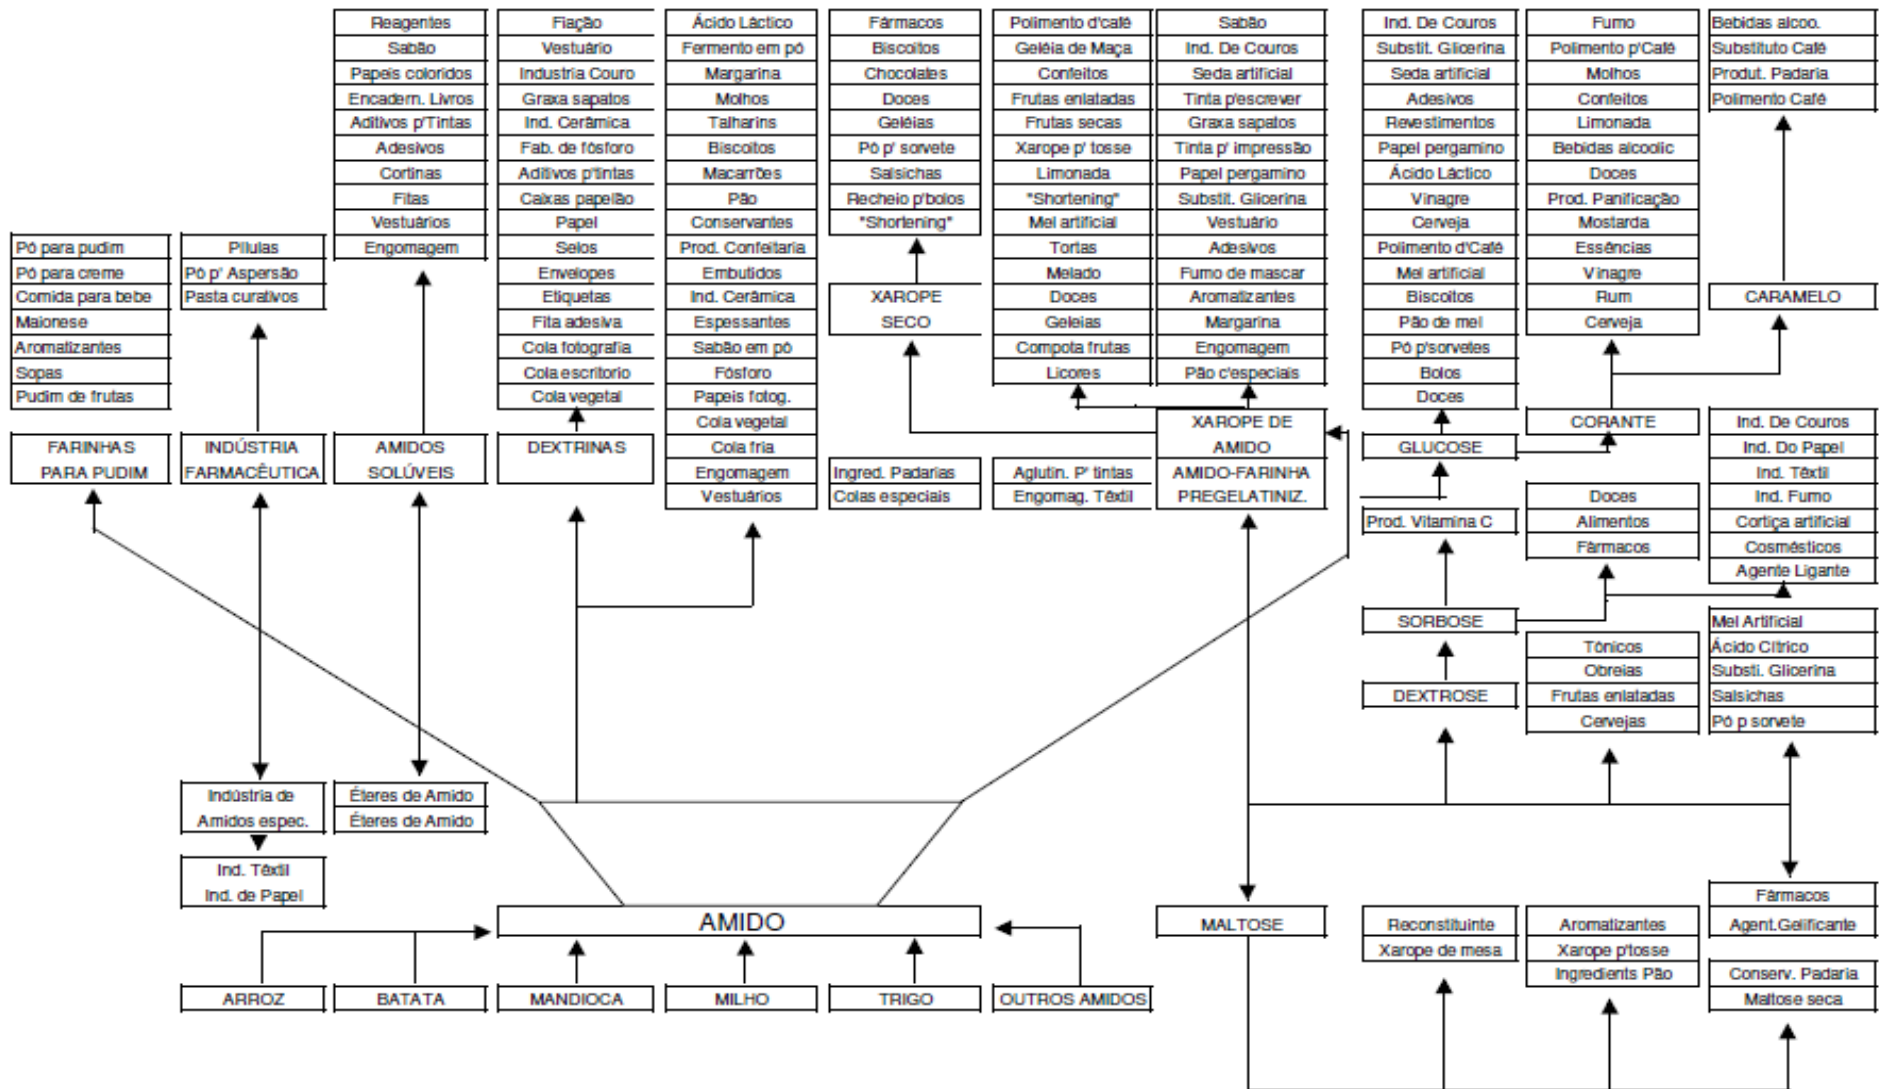 Reagentes
Sabão
Papeis coloridos
Encadern. Livros
Aditivos p'Tintas
Adesivos
Cortinas
Fitas
Vestuários
Engomagem
Fiação
Vestuário
Industria Couro
Graxa sapatos
Ind. Cerâmica
Fab. de fósforo
Aditivos p'tintas
Caixas papelão
Papel
Selos
Envelopes
Etiquetas
Fita adesiva
Cola fotografia
Cola escritorio
Cola vegetal
Ácido Láctico
Fermento em pó
Margarina
Molhos
Talharins
Biscoitos
Macarrões
Pão
Conservantes
Prod. Confeitaria
Embutidos
Ind. Cerâmica
Espessantes
Sabão em pó
Fósforo
Papeis fotog.
Cola vegetal
Cola fria
Engomagem
Vestuários
Fármacos
Biscoitos
Chocolates
Doces
Geléias
Pó p' sorvete
Salsichas
Recheio p'bolos
"Shortening"
Polimento d'café
Geléia de Maça
Confeitos
Frutas enlatadas
Frutas secas
Xarope p' tosse
Limonada
"Shortening"
Mel artificial
Tortas
Melado
Doces
Geleias
Compota frutas
Licores
Sabão
Ind. De Couros
Seda artificial
Tinta p'escrever
Graxa sapatos
Tinta p' impressão
Papel pergamino
Substit. Glicerina
Vestuário
Adesivos
Fumo de mascar
Aromatizantes
Margarina
Engomagem
Pão c'especiais
Ind. De Couros
Substit. Glicerina
Seda artificial
Adesivos
Revestimentos
Papel pergamino
Ácido Láctico
Vinagre
Cerveja
Polimento d'Café
Mel artificial
Biscoitos
Pão de mel
Pó p'sorvetes
Bolos
Doces
Fumo
Polimento p'Café
Molhos
Confeitos
Limonada
Bebidas alcoolic
Doces
Prod. Panificação
Mostarda
Essências
Vinagre
Rum
Cerveja
Bebidas alcoo.
Substituto Café
Produt. Padaria
Polimento Café
Pó para pudim
Pó para creme
Comida para bebe
Maionese
Aromatizantes
Sopas
Pudim de frutas
Pílulas
Pó p' Aspersão
Pasta curativos
XAROPE
SECO
CARAMELO
FARINHAS
PARA PUDIM
INDÚSTRIA
FARMACÊUTICA
AMIDOS
SOLÚVEIS
DEXTRINAS
Ingred. Padarias
Colas especiais
Aglutin. P' tintas
Engomag. Têxtil
XAROPE DE
AMIDO
AMIDO-FARINHA
PREGELATINIZ.
GLUCOSE
CORANTE
Ind. De Couros
Ind. Do Papel
Ind. Têxtil
Ind. Fumo
Cortiça artificial
Cosmésticos
Agente Ligante
Prod. Vitamina C
Doces
Alimentos
Fármacos
SORBOSE
DEXTROSE
Tônicos
Obreias
Frutas enlatadas
Cervejas
Mel Artificial
Ácido Cítrico
Substi. Glicerina
Salsichas
Pó p sorvete
Indústria de
Amidos espec.
Éteres de Amido
Éteres de Amido
Ind. Têxtil
Ind. de Papel
AMIDO
MALTOSE
Reconstituinte
Xarope de mesa
Aromatizantes
Xarope p'tosse
Ingredients Pão
Fármacos
Agent.Gelificante
Conserv. Padaria
Maltose seca
ARROZ
BATATA
MANDIOCA
MILHO
TRIGO
OUTROS AMIDOS